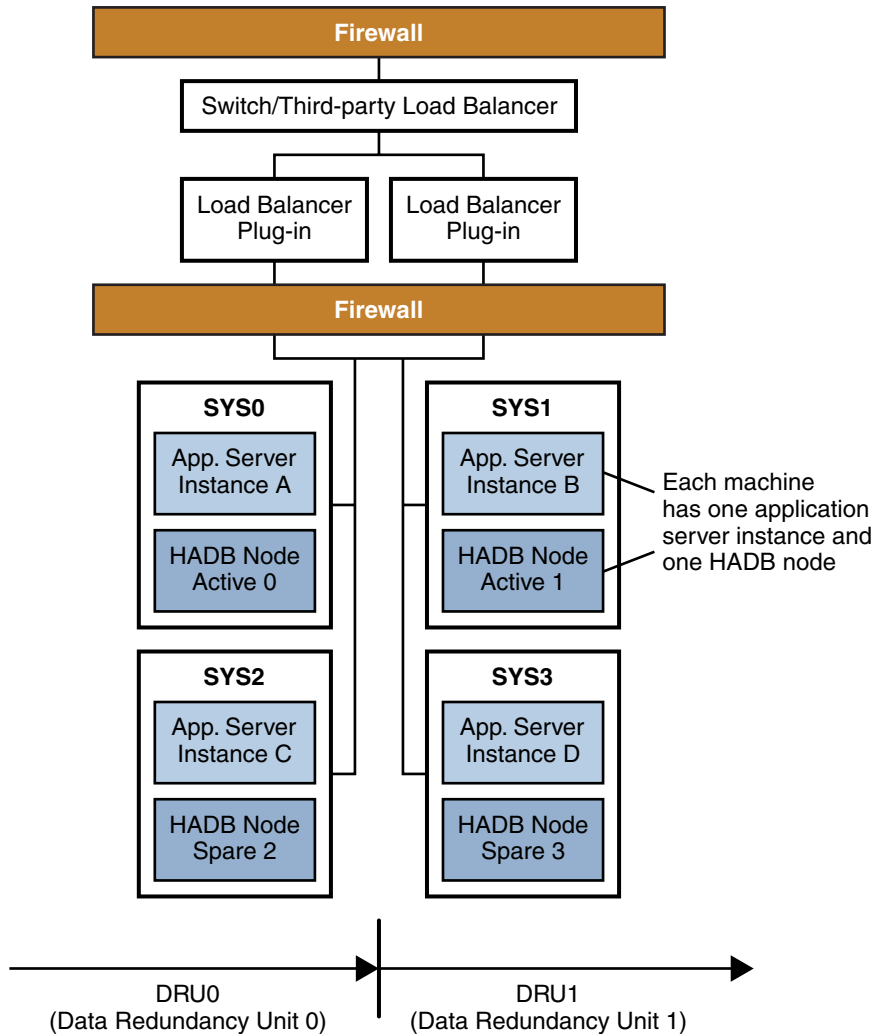 Firewall
Switch/Third-party Load Balancer
Load Balancer
Plug-in
Load Balancer
Plug-in
Firewall
SYS0
App. Server
Instance A
HADB Node
Active 0
SYS1
App. Server
Instance B
HADB Node
Active 1
Each machine
has one application
server instance and
one HADB node
SYS2
App. Server
Instance C
HADB Node
Spare 2
SYS3
App. Server
Instance D
HADB Node
Spare 3
DRU0
(Data Redundancy Unit 0)
DRU1
(Data Redundancy Unit 1)